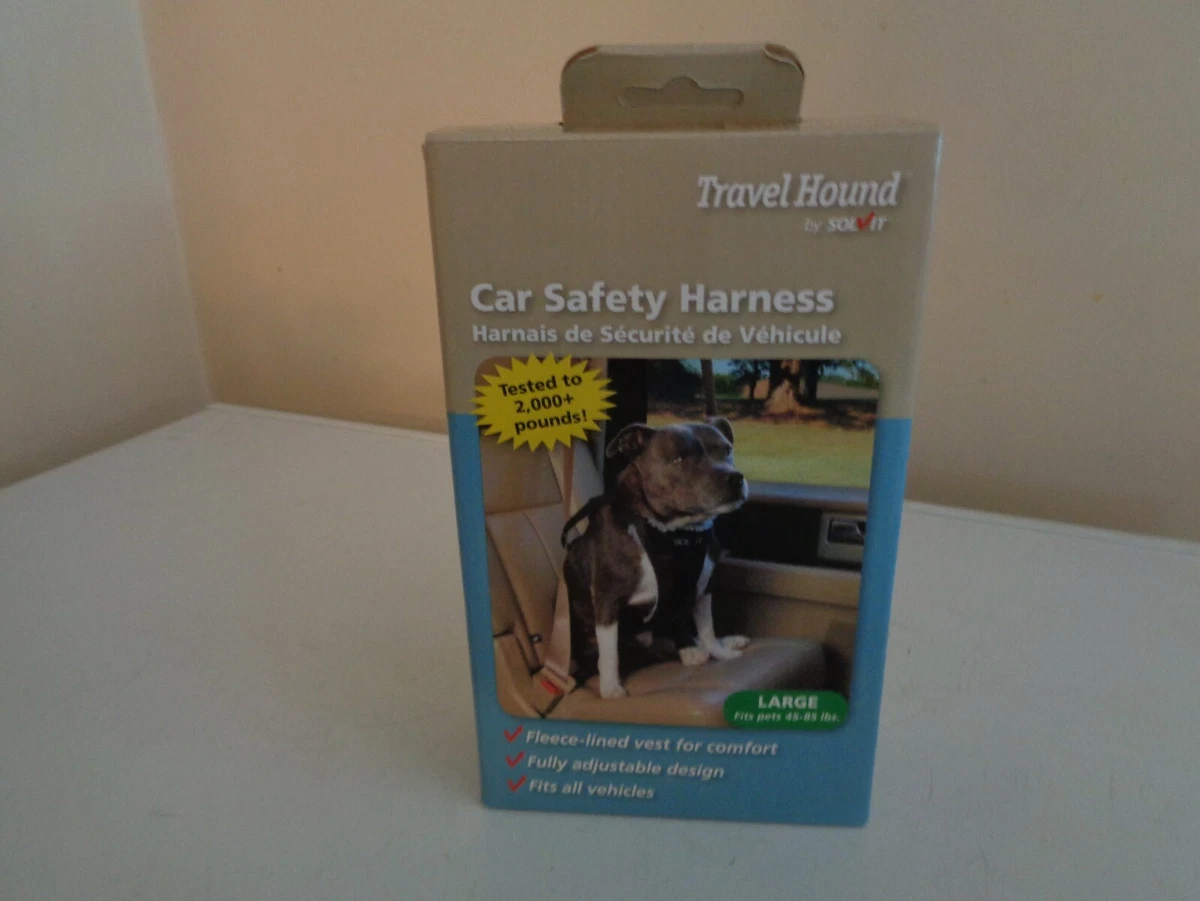 Travel Hound
by SOLVIT
Car Safety Harness
Harnais de Sécurité de Véhicule
Tested to
2,000+
pounds!
LARGE
Fits pets 45-85 lbs.
Fleece-lined vest for comfort
Fully adjustable design
Fits all vehicles